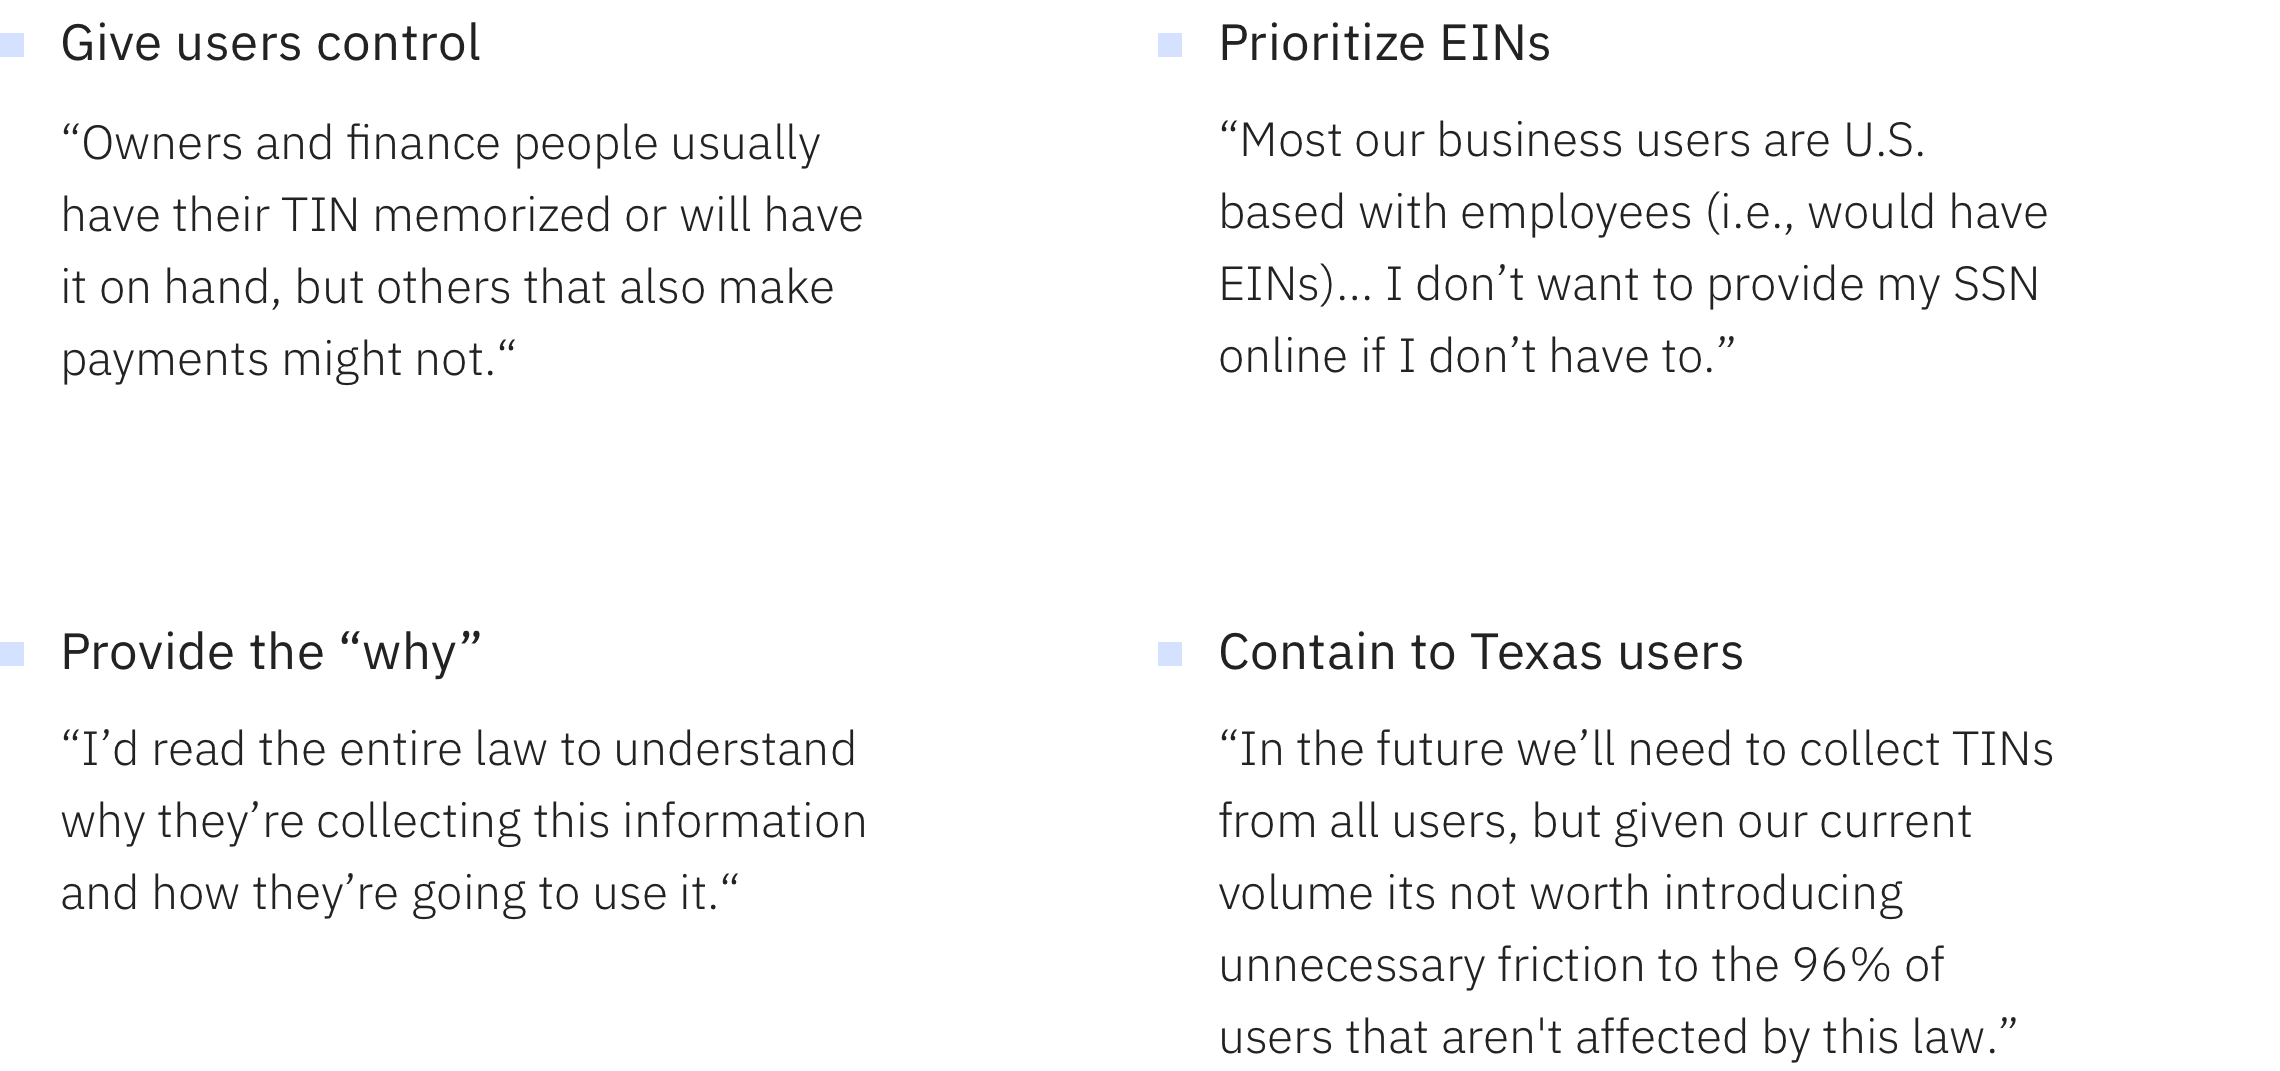 Give users control
“Owners and finance people usually
have their TIN memorized or will have
it on hand, but others that also make
payments might not.“
Prioritize EINs
“Most our business users are U.S.
based with employees (i.e., would have
EINs)... I don’t want to provide my SSN
online if I don’t have to.”
Provide the “why”
“I’d read the entire law to understand
why they’re collecting this information
and how they’re going to use it.“
Contain to Texas users
“In the future we’ll need to collect TINs
from all users, but given our current
volume its not worth introducing
unnecessary friction to the 96% of
users that aren't affected by this law.”